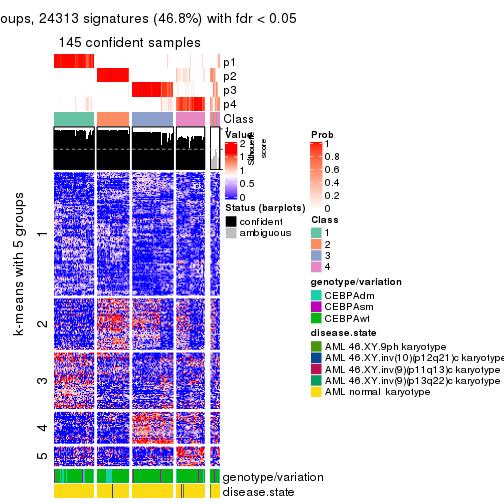 oups, 24313 signatures (46.8%) with fdr < 0.05
145 confident samples
p1
p2
p3
p4
Class
1
2
3
4
5
k-means with 5 groups
genotype/variation
disease.state
Value
2
1.5
1
0.5
0
Silhouette score
1
Status (barplots)
confident
ambiguous
Prob
1
0.8
0.6
0.4
0.2
0
Class
1
2
3
4
genotype/variation
CEBPAdm
CEBPAsm
CEBPAwt
disease.state
AML 46.XY.9ph karyotype
AML 46.XY.inv(10)(p12q21)c karyotype
AML 46.XY.inv(9)(p11q13)c karyotype
AML 46.XY.inv(9)(p13q22)c karyotype
AML normal karyotype